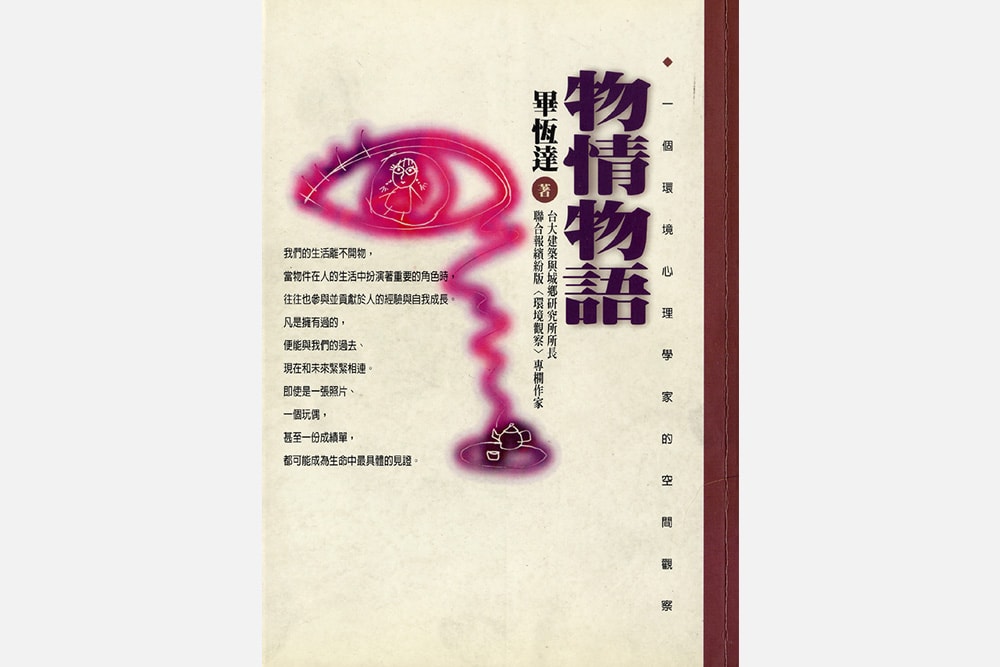 一個環境心理學家的空間觀察
物情物語
畢恆達 著
台大建築與城鄉研究所所長
聯合報繽紛版〈環境觀察〉專欄作家
我們的生活離不開物，
當物件在人的生活中扮演著重要的角色時，
往往也參與並貢獻於人的經驗與自我成長。
凡是擁有過的，
便能與我們的過去、
現在和未來緊緊相連。
即使是一張照片、
一個玩偶，
甚至一份成績單，
都可能成為生命中最具體的見證。